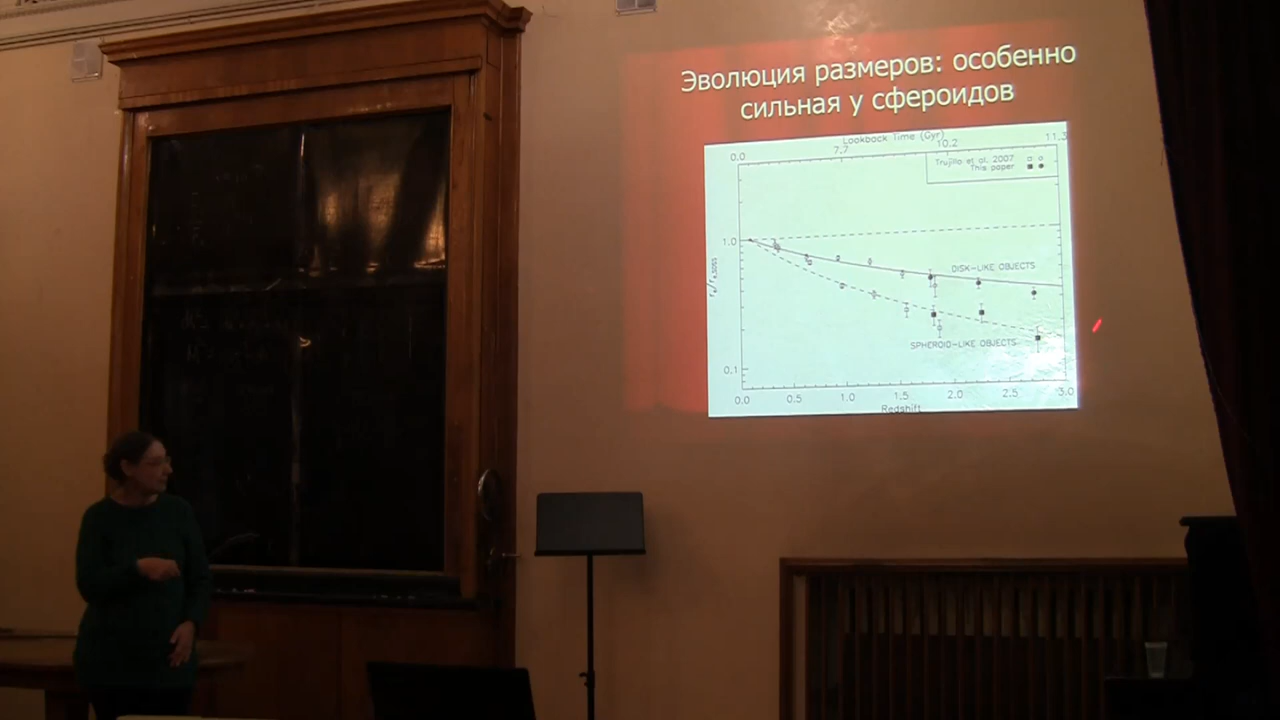 Эволюция размеров: особенно
сильная у сфероидов
Lookback Time (Gyr)
0.0 7.7 10.2 11.3
Trujillo et al. 2007
This paper
1.0
DISK-LIKE OBJECTS
SPHEROID-LIKE OBJECTS
0.1
0.0 0.5 1.0 1.5 2.0 2.5 3.0
Redshift